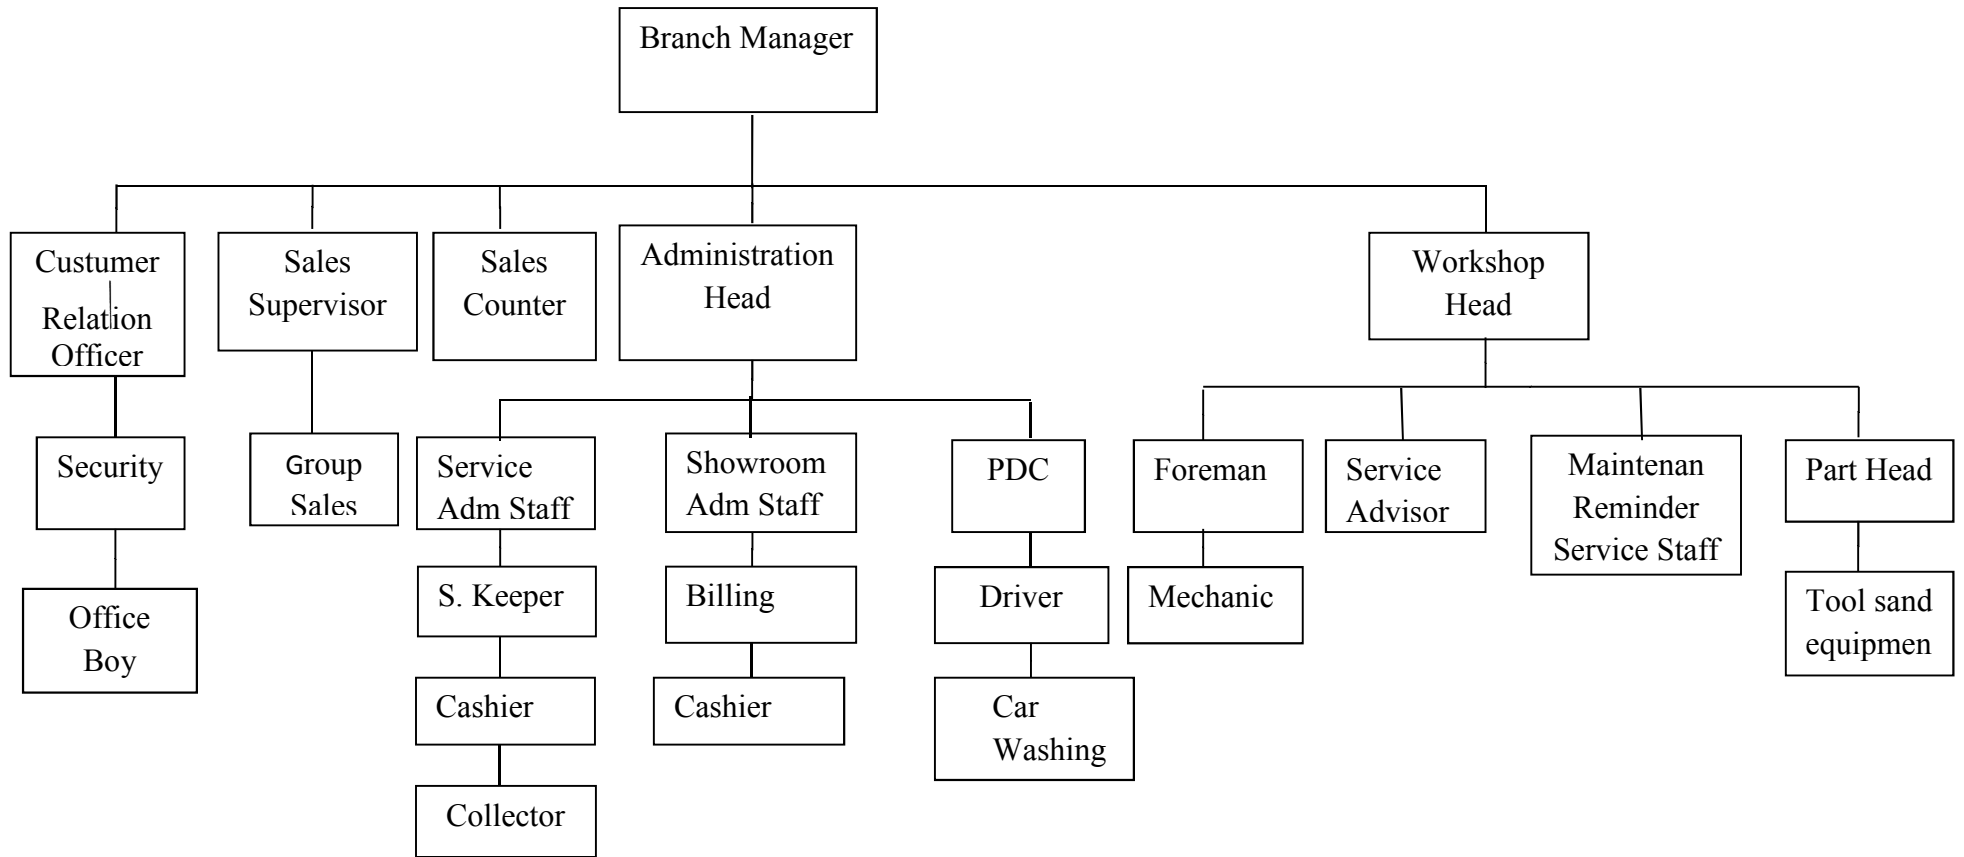 Branch Manager
Custumer
Relation
Officer
Sales
Supervisor
Sales
Counter
Administration
Head
Workshop
Head
Security
Group
Sales
Service
Adm Staff
Showroom
Adm Staff
PDC
Foreman
Service
Advisor
Maintenan
Reminder
Service Staff
Part Head
Office
Boy
S. Keeper
Billing
Driver
Mechanic
Tool sand
equipmen
Cashier
Cashier
Car
Washing
Collector